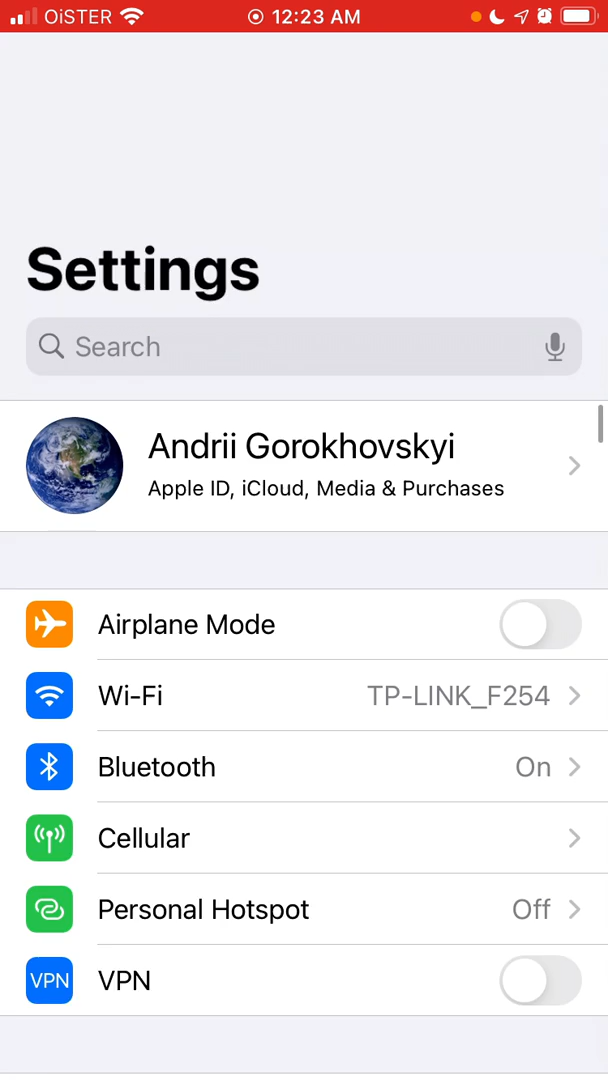 OiSTER 12:23 AM
Settings
Search
Andrii Gorokhovskyi
Apple ID, iCloud, Media & Purchases
Airplane Mode
Wi-Fi TP-LINK_F254
Bluetooth On
Cellular
Personal Hotspot Off
VPN VPN